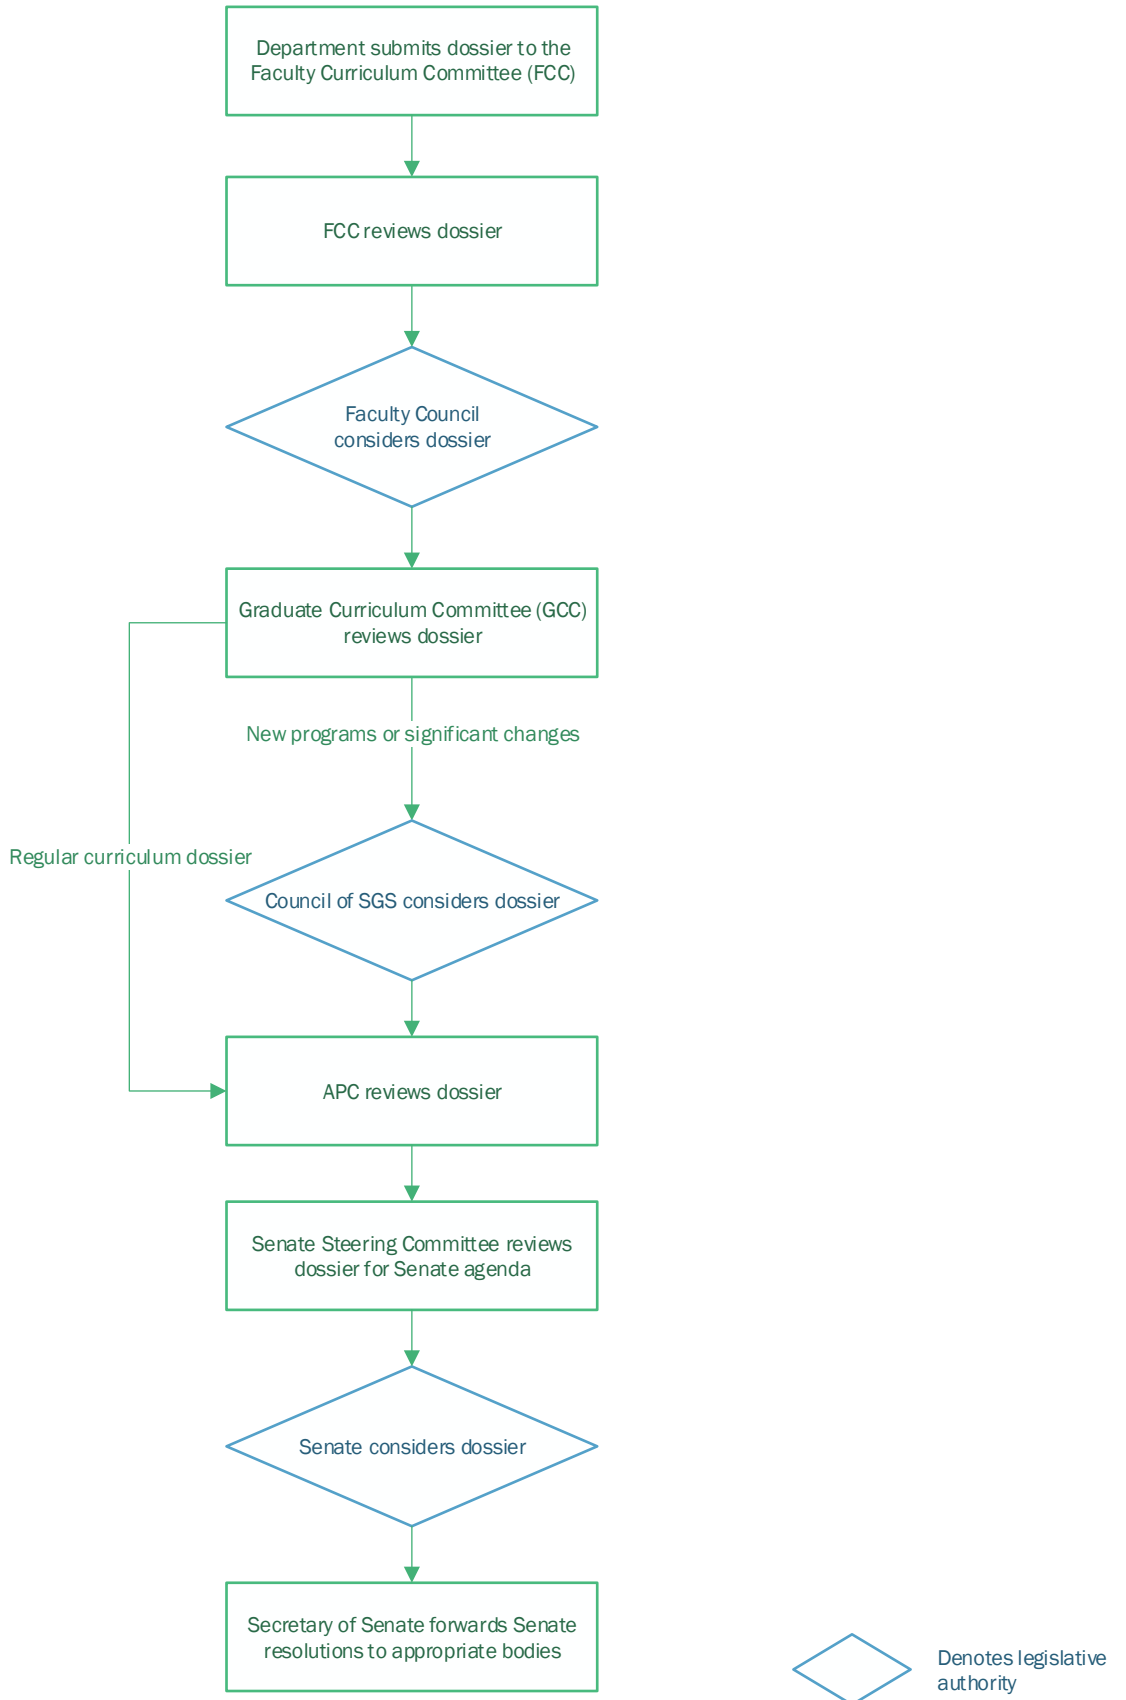 Department submits dossier to the
Faculty Curriculum Committee (FCC)
FCC reviews dossier
Faculty Council
considers dossier
Graduate Curriculum Committee (GCC)
reviews dossier
New programs or significant changes
Regular curriculum dossier
Council of SGS considers dossier
APC reviews dossier
Senate Steering Committee reviews
dossier for Senate agenda
Senate considers dossier
Secretary of Senate forwards Senate
resolutions to appropriate bodies
Denotes legislative
authority